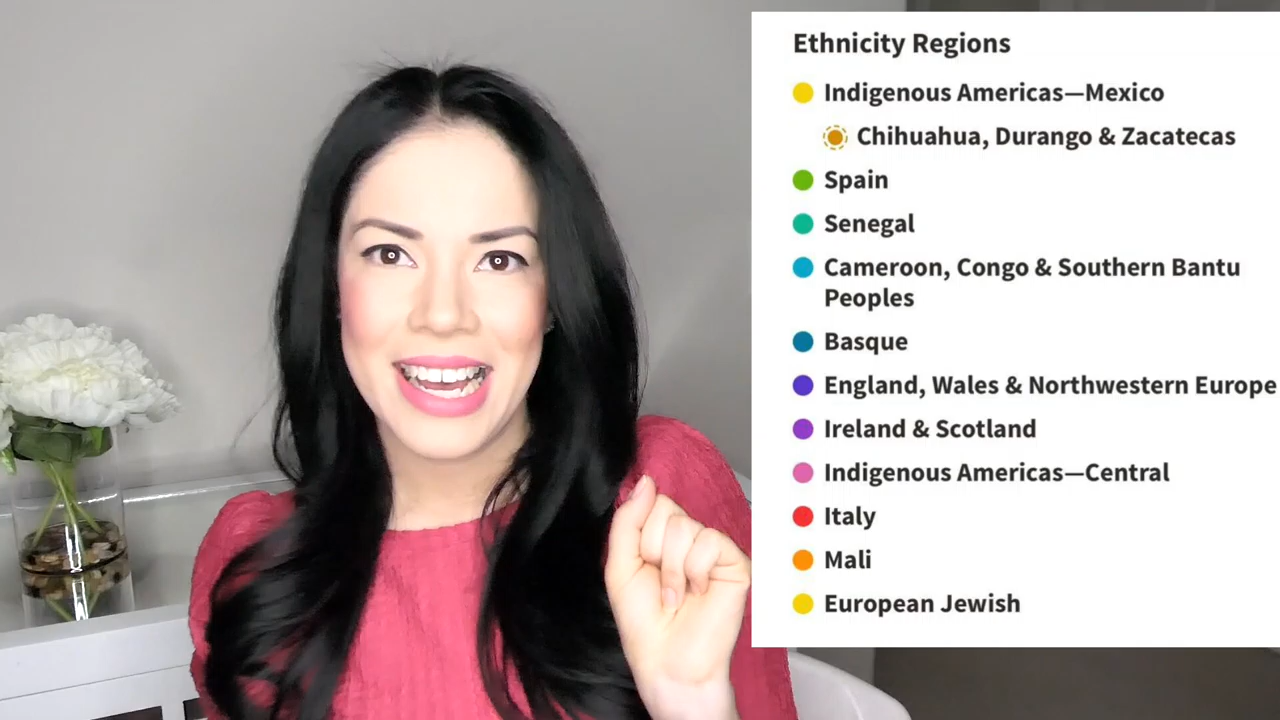 Ethnicity Regions
Indigenous Americas—Mexico
Chihuahua, Durango & Zacatecas
Spain
Senegal
Cameroon, Congo & Southern Bantu
Peoples
Basque
England, Wales & Northwestern Europe
Ireland & Scotland
Indigenous Americas—Central
Italy
Mali
European Jewish